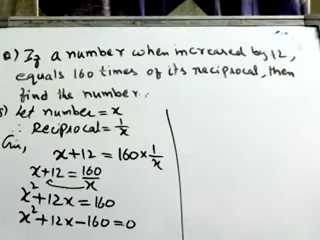 Q) If a number when increased by 12,
equals 160 times of its reciprocal, then
find the number..
s) Let number = x
∴ Reciprocal = 1/x
Given,
x+12 = 160 × 1/x
x+12 = 160/x
x²+12x = 160
x²+12x-160 = 0